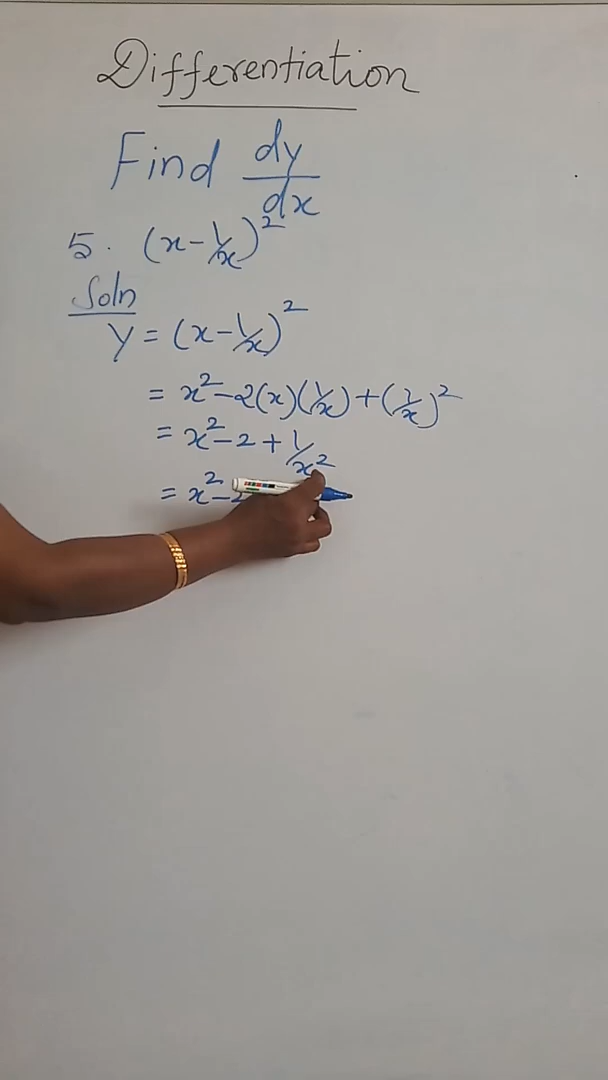 Differentiation
Find dy/dx
5. (x-1/x)²
Soln
y = (x-1/x)²
= x²-2(x)(1/x)+(1/x)²
= x²-2+1/x²
= x²-2